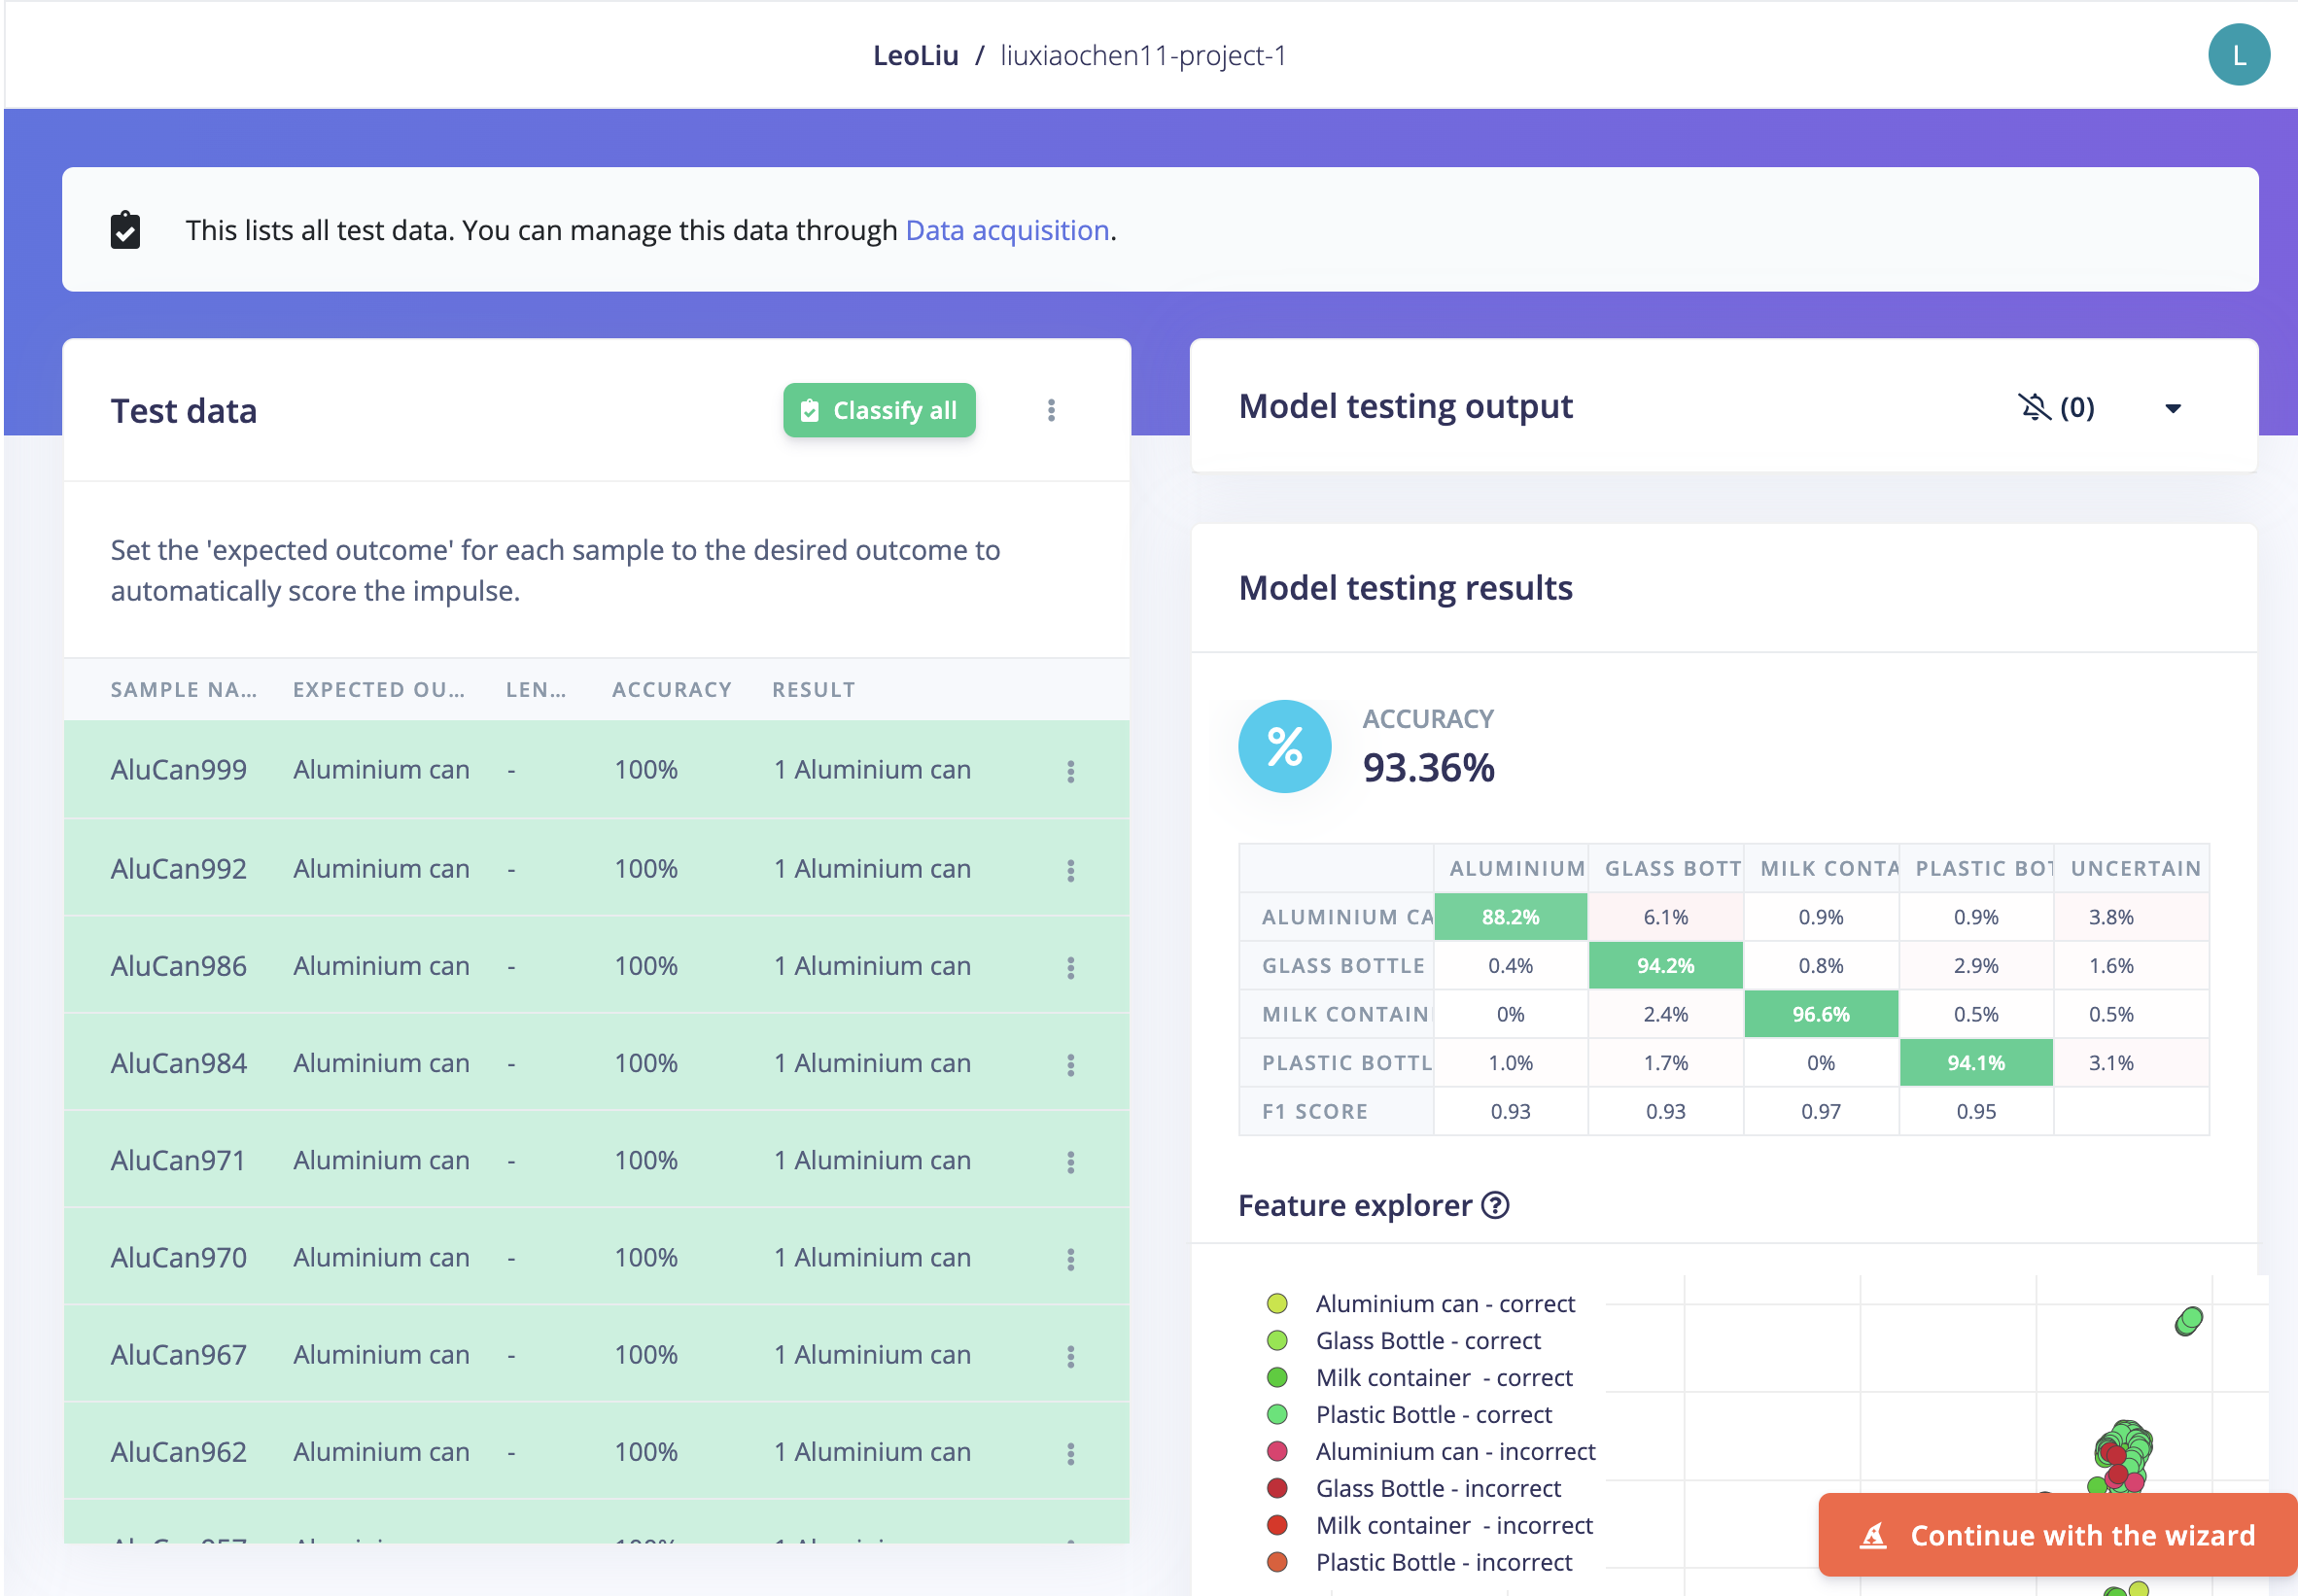 LeoLiu / liuxiaochen11-project-1
L
This lists all test data. You can manage this data through Data acquisition.
Test data
Classify all
Set the 'expected outcome' for each sample to the desired outcome to
automatically score the impulse.
SAMPLE NA... EXPECTED OU... LEN... ACCURACY RESULT
AluCan999 Aluminium can - 100% 1 Aluminium can
AluCan992 Aluminium can - 100% 1 Aluminium can
AluCan986 Aluminium can - 100% 1 Aluminium can
AluCan984 Aluminium can - 100% 1 Aluminium can
AluCan971 Aluminium can - 100% 1 Aluminium can
AluCan970 Aluminium can - 100% 1 Aluminium can
AluCan967 Aluminium can - 100% 1 Aluminium can
AluCan962 Aluminium can - 100% 1 Aluminium can
Model testing output
(0)
Model testing results
%
ACCURACY
93.36%
ALUMINIUM GLASS BOTT MILK CONTA PLASTIC BOT UNCERTAIN
ALUMINIUM CA 88.2% 6.1% 0.9% 0.9% 3.8%
GLASS BOTTLE 0.4% 94.2% 0.8% 2.9% 1.6%
MILK CONTAIN 0% 2.4% 96.6% 0.5% 0.5%
PLASTIC BOTTL 1.0% 1.7% 0% 94.1% 3.1%
F1 SCORE 0.93 0.93 0.97 0.95
Feature explorer ?
Aluminium can - correct
Glass Bottle - correct
Milk container - correct
Plastic Bottle - correct
Aluminium can - incorrect
Glass Bottle - incorrect
Milk container - incorrect
Plastic Bottle - incorrect
Continue with the wizard